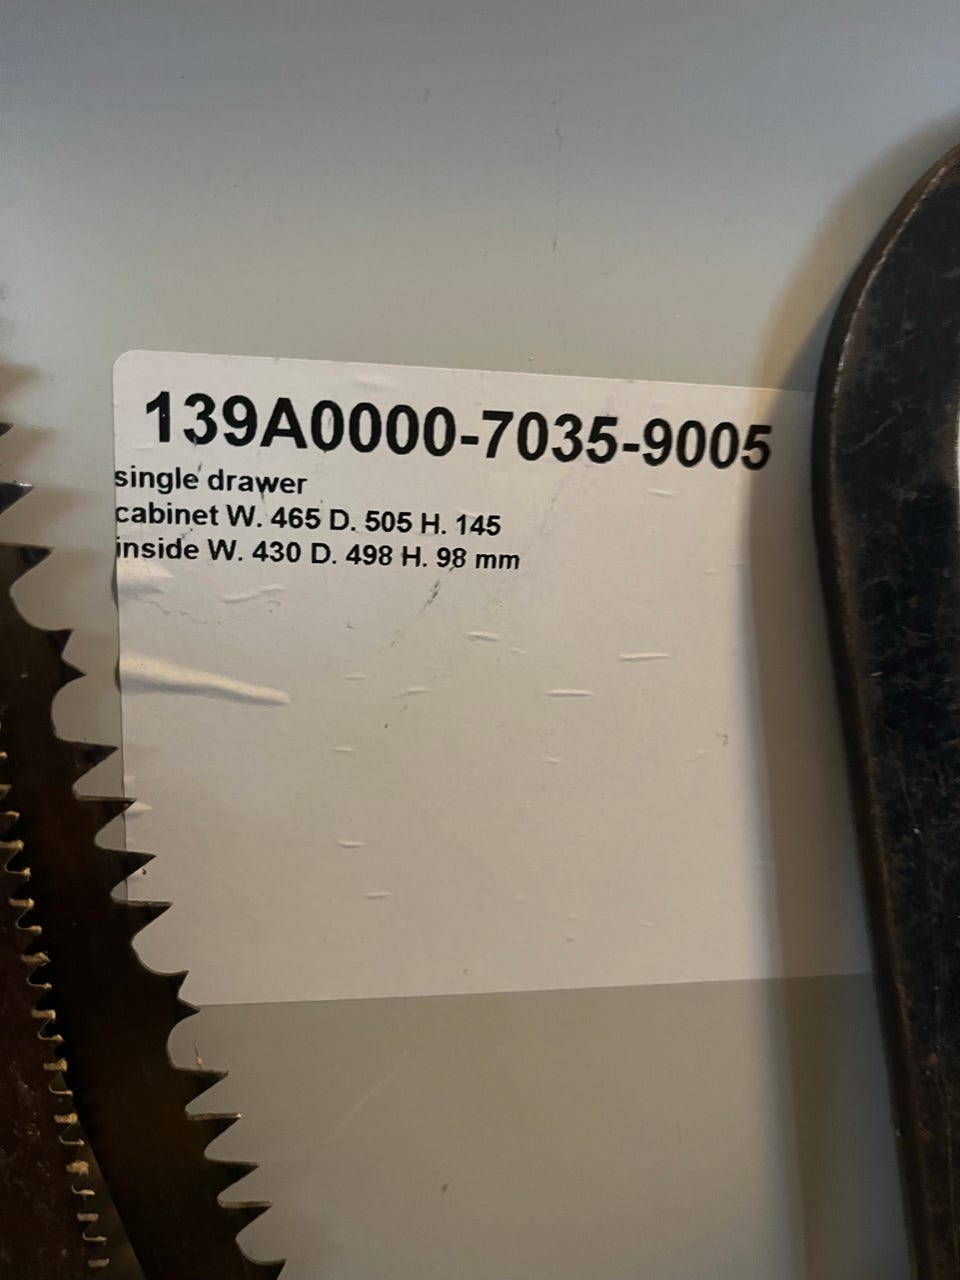 139A0000-7035-9005
single drawer
cabinet W. 465 D. 505 H. 145
inside W. 430 D. 498 H. 98 mm